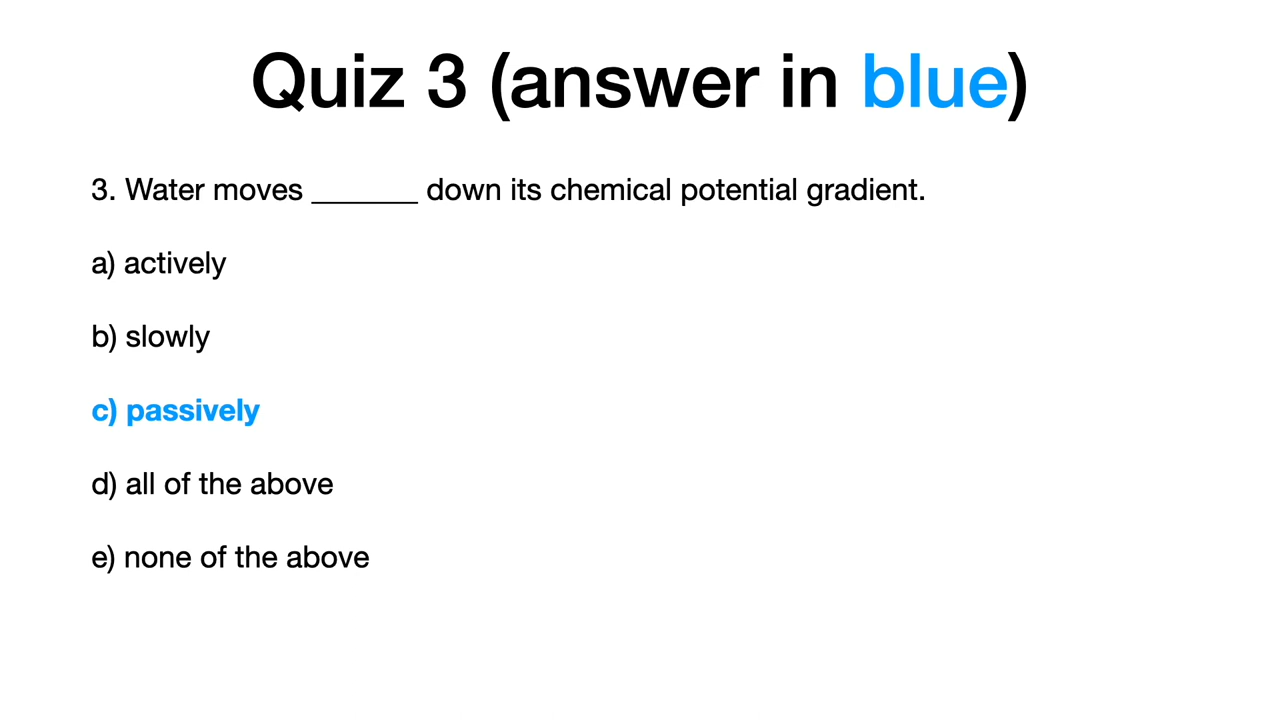 Quiz 3 (answer in blue)
3. Water moves _______ down its chemical potential gradient.
a) actively
b) slowly
c) passively
d) all of the above
e) none of the above